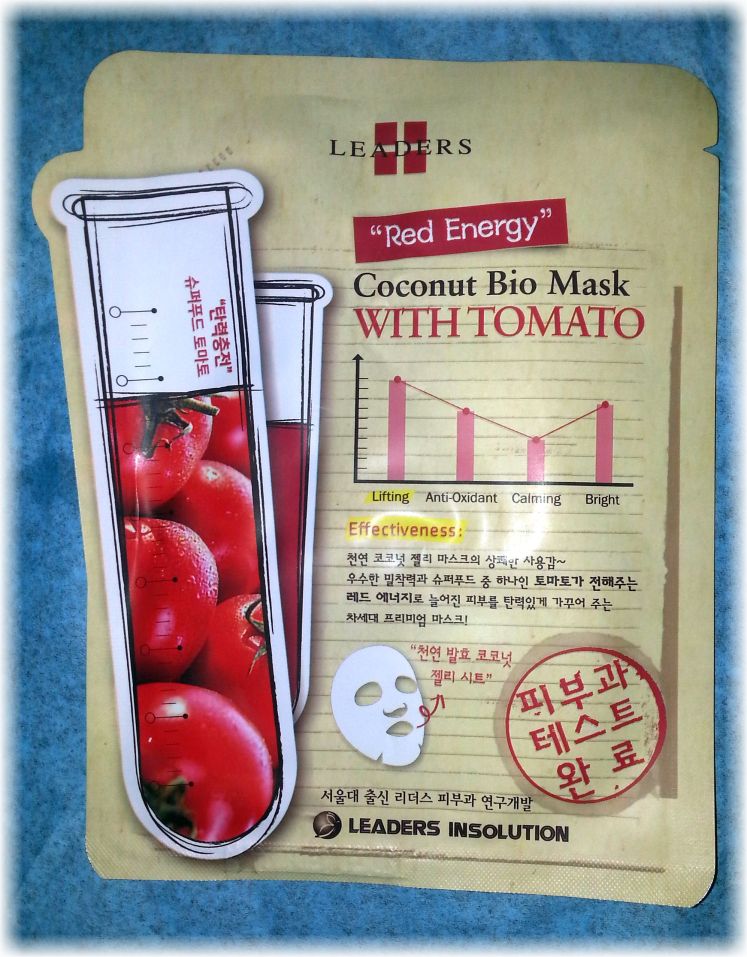 LEADERS
“Red Energy”
Coconut Bio Mask
WITH TOMATO
“탄력충전”
슈퍼푸드 토마토
Lifting Anti-Oxidant Calming Bright
Effectiveness:
천연 코코넛 젤리 마스크의 상쾌한 사용감~
우수한 밀착력과 슈퍼푸드 중 하나인 토마토가 전해주는
레드 에너지로 늘어진 피부를 탄력있게 가꾸어 주는
차세대 프리미엄 마스크!
“천연 발효 코코넛
젤리 시트”
피부과
테스트
완료
서울대 출신 리더스 피부과 연구개발
LEADERS INSOLUTION